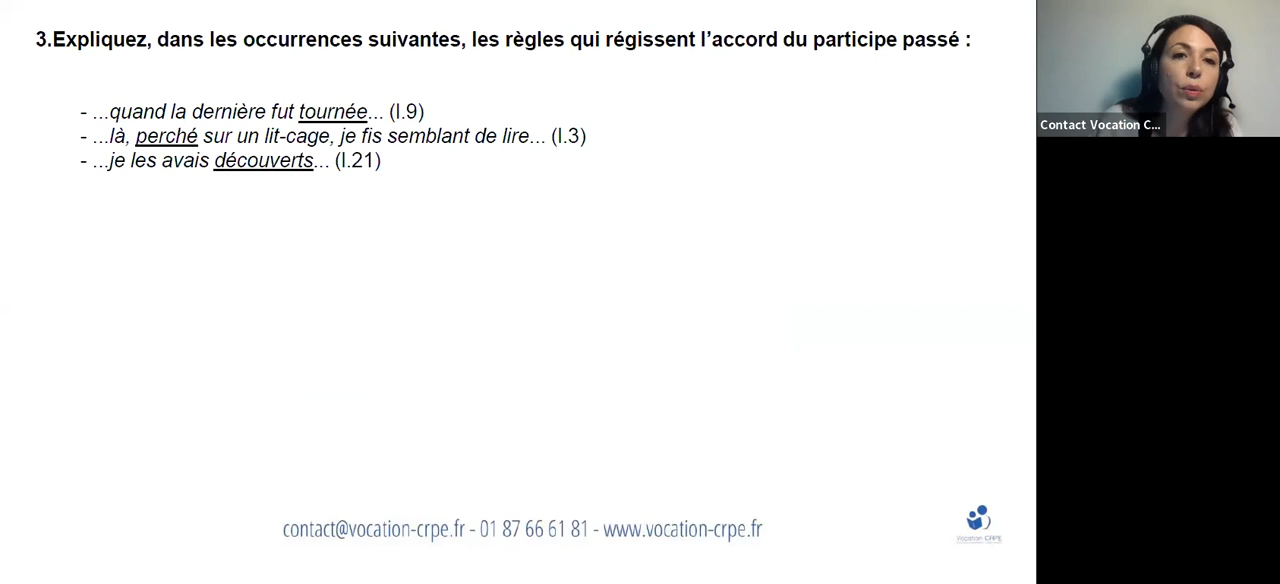 3.Expliquez, dans les occurrences suivantes, les règles qui régissent l’accord du participe passé :
- ...quand la dernière fut tournée... (l.9)
- ...là, perché sur un lit-cage, je fis semblant de lire... (l.3)
- ...je les avais découverts... (l.21)
Contact Vocation C...
contact@vocation-crpe.fr - 01 87 66 61 81 - www.vocation-crpe.fr
Vocation CRPE